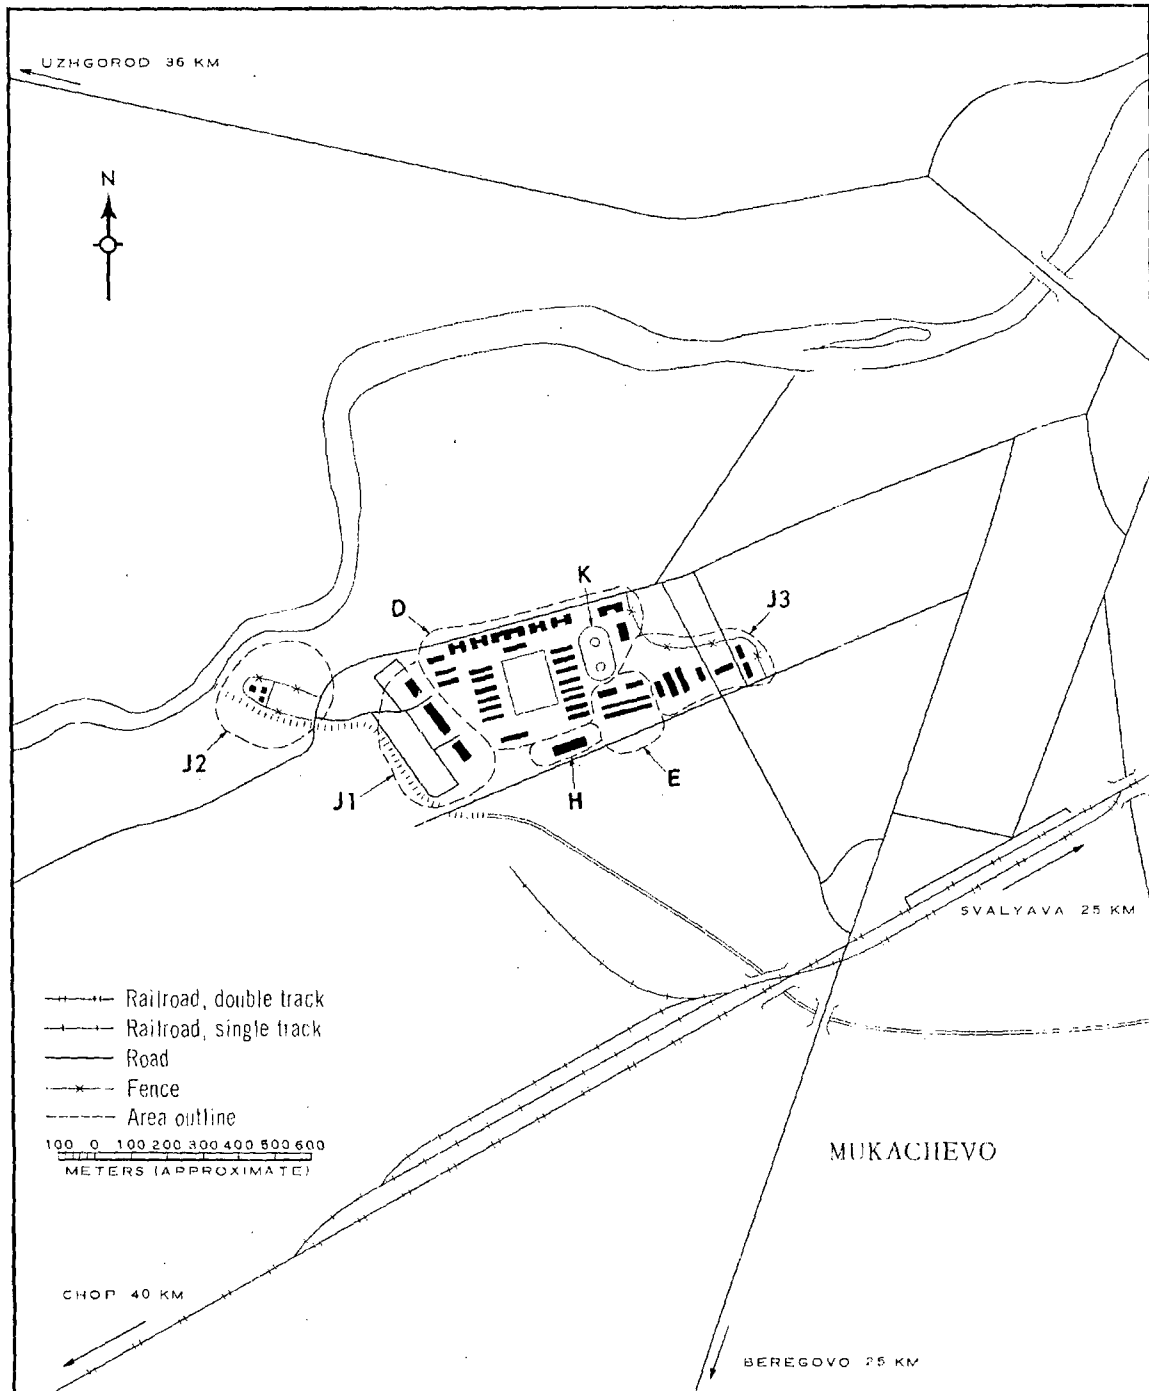 UZHGOROD 36 KM
N
K
D
J3
J2
J1
H
E
SVALYAVA 25 KM
Railroad, double track
Railroad, single track
Road
Fence
Area outline
100 0 100 200 300 400 500 600
METERS (APPROXIMATE)
MUKACHEVO
CHOP 40 KM
BEREGOVO 25 KM